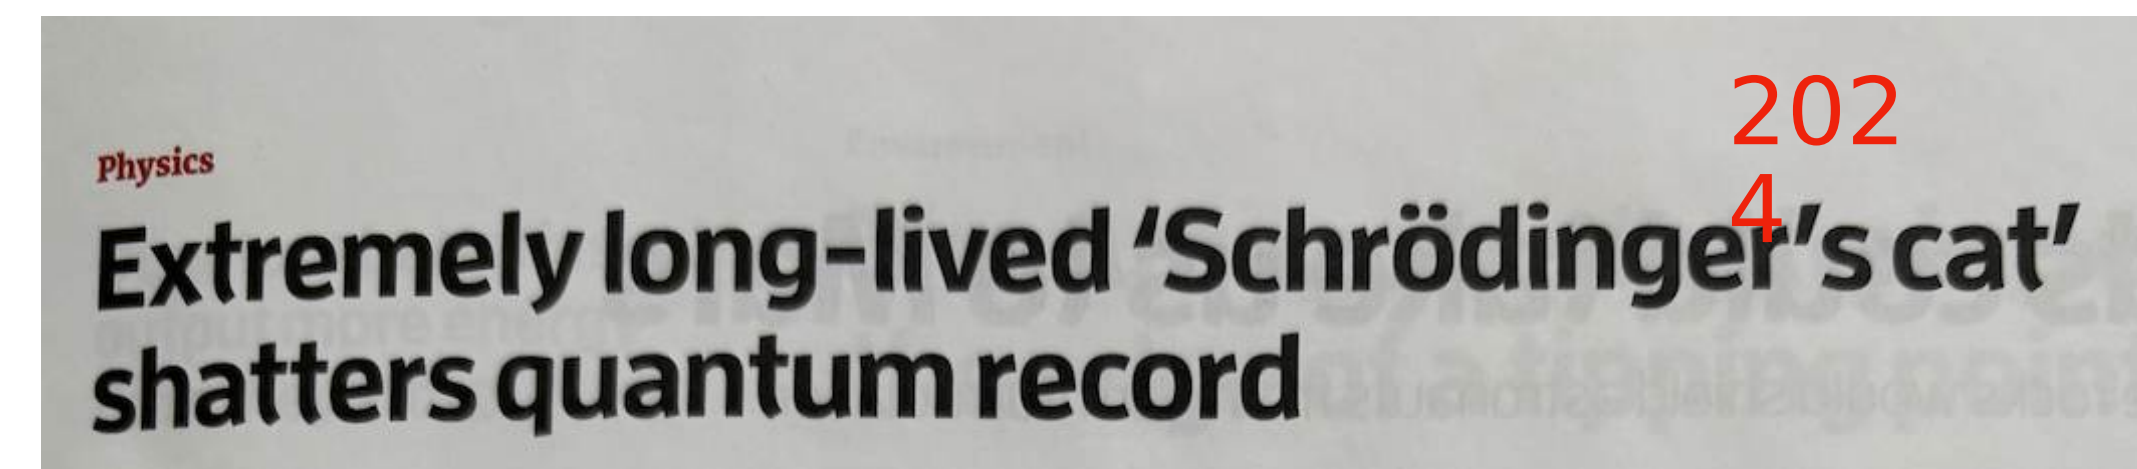 202
4
Physics
Extremely long-lived ‘Schrödinger’s cat’
shatters quantum record